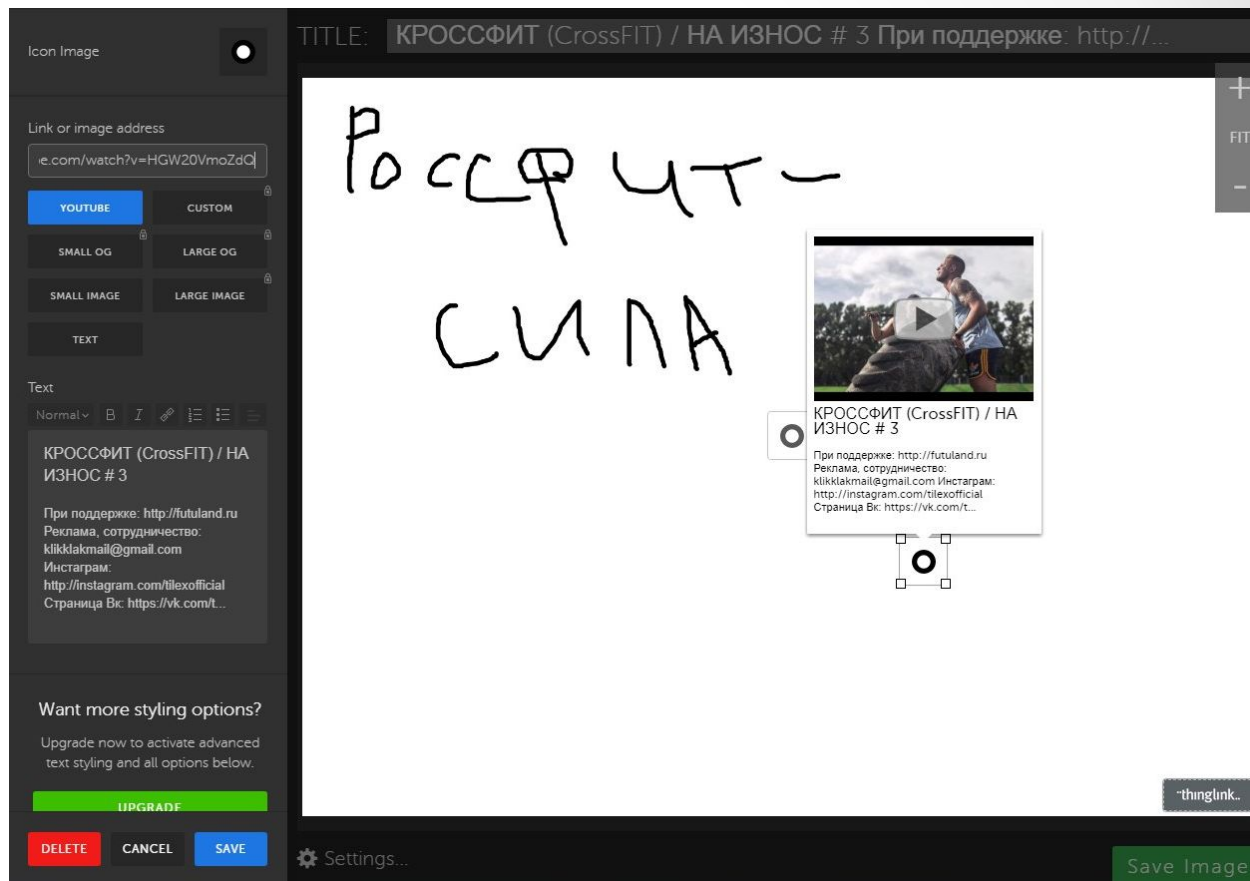 Icon Image
Link or image address
e.com/watch?v=HGW20VmoZdQ
YOUTUBE
CUSTOM
SMALL OG
LARGE OG
SMALL IMAGE
LARGE IMAGE
TEXT
Text
Normal B I
КРОССФИТ (CrossFIT) / НА
ИЗНОС # 3
При поддержке: http://futuland.ru
Реклама, сотрудничество:
klikklakmail@gmail.com
Инстаграм:
http://instagram.com/tilexofficial
Страница Вк: https://vk.com/t...
Want more styling options?
Upgrade now to activate advanced
text styling and all options below.
UPGRADE
DELETE
CANCEL
SAVE
TITLE: КРОССФИТ (CrossFIT) / НА ИЗНОС # 3 При поддержке: http://...
+
FIT
-
Россфит-
сила
КРОССФИТ (CrossFIT) / НА
ИЗНОС # 3
При поддержке: http://futuland.ru
Реклама, сотрудничество:
klikklakmail@gmail.com Инстаграм:
http://instagram.com/tilexofficial
Страница Вк: https://vk.com/t...
thinglink..
Settings...
Save Image